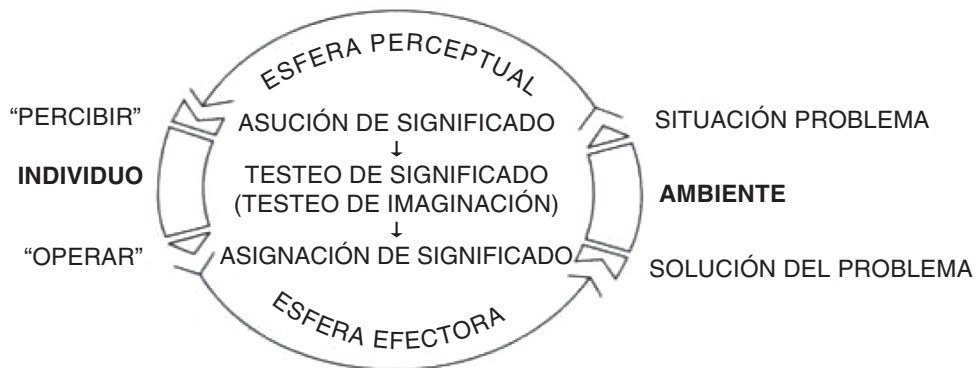 ESFERA PERCEPTUAL
“PERCIBIR”
ASUCIÓN DE SIGNIFICADO
SITUACIÓN PROBLEMA
INDIVIDUO
TESTEO DE SIGNIFICADO
(TESTEO DE IMAGINACIÓN)
AMBIENTE
“OPERAR”
ASIGNACIÓN DE SIGNIFICADO
SOLUCIÓN DEL PROBLEMA
ESFERA EFECTORA